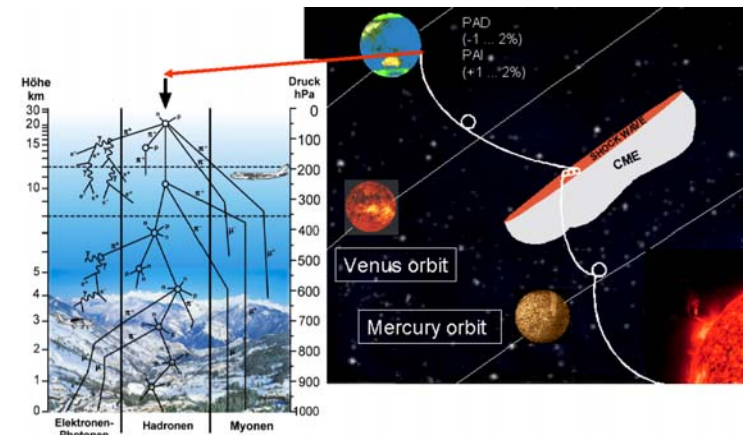 Höhe
km
30
20
15
10
5
4
3
2
1
0
Druck
hPa
0
100
200
300
400
500
600
700
800
900
1000
Elektronen-
Photonen
Hadronen
Myonen
PAD
(-1 ... 2%)
PAI
(+1 ... 2%)
SHOCK WAVE
CME
Venus orbit
Mercury orbit